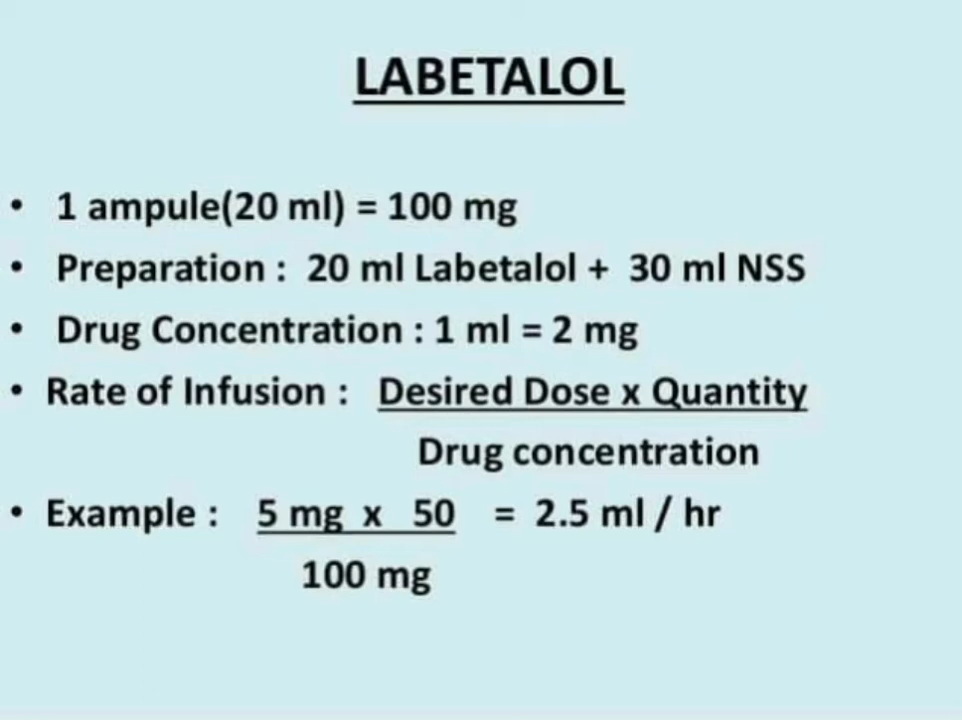 LABETALOL
• 1 ampule(20 ml) = 100 mg
• Preparation : 20 ml Labetalol + 30 ml NSS
• Drug Concentration : 1 ml = 2 mg
• Rate of Infusion : Desired Dose x Quantity
Drug concentration
• Example : 5 mg x 50 = 2.5 ml / hr
100 mg